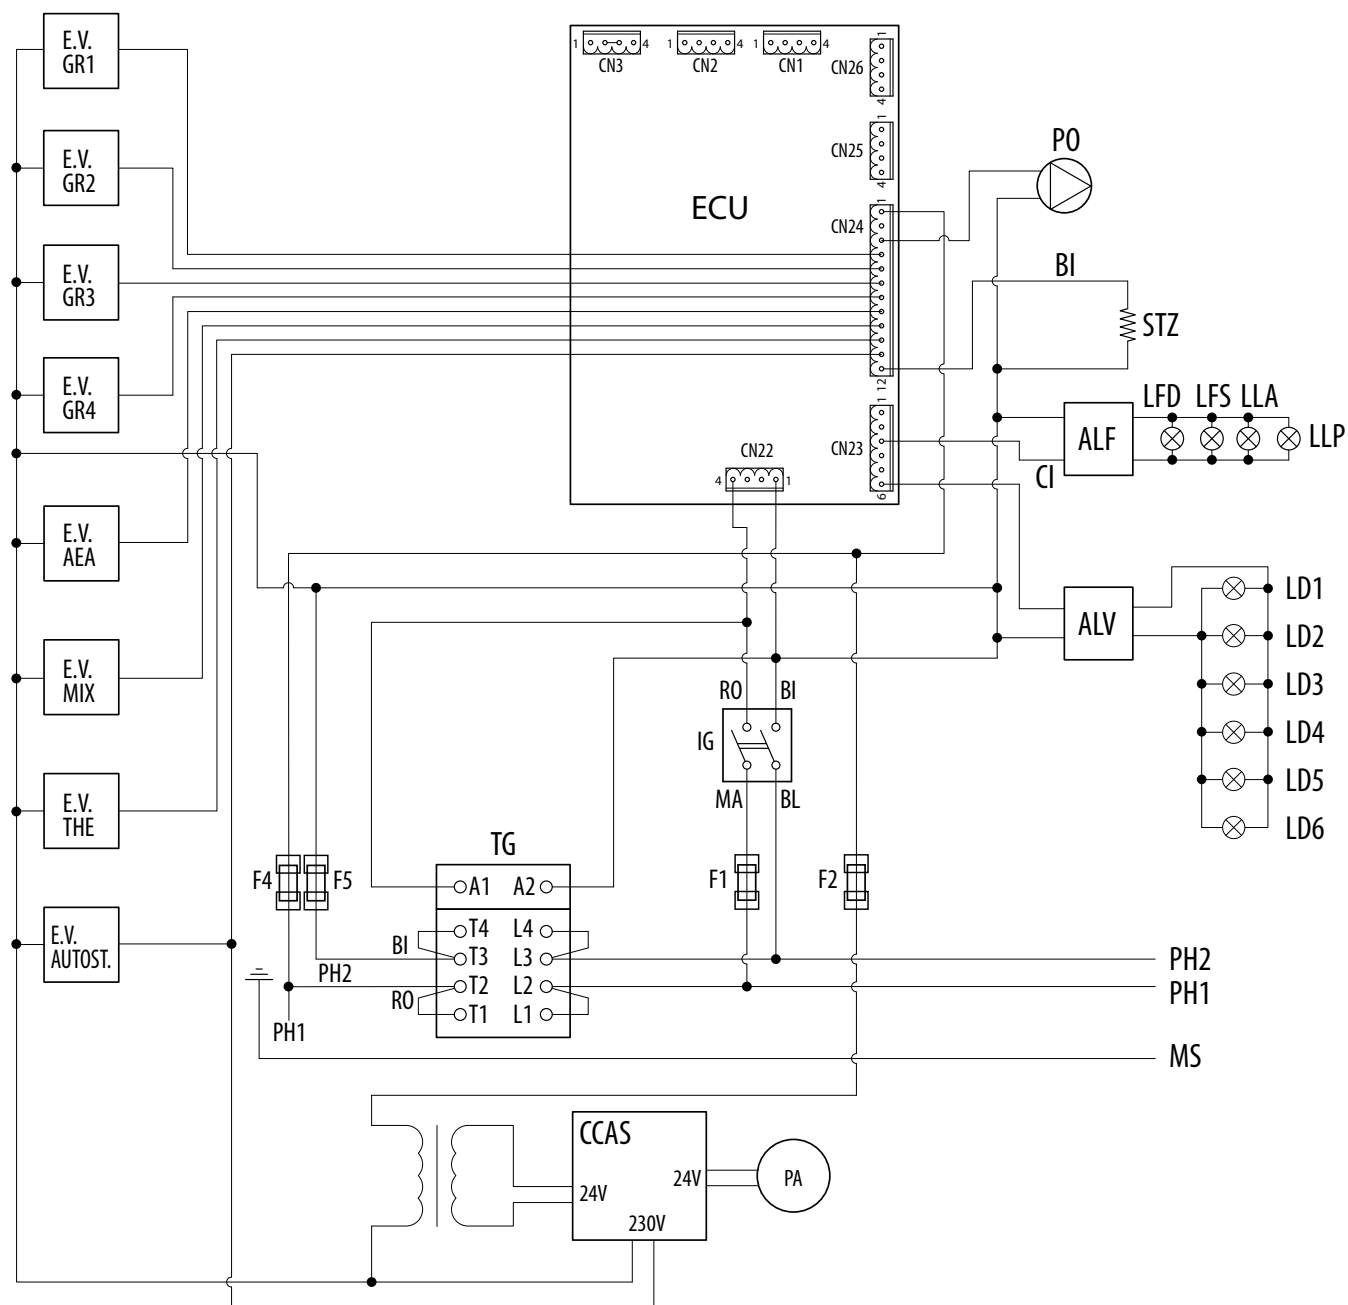 E.V.
GR1
E.V.
GR2
E.V.
GR3
E.V.
GR4
E.V.
AEA
E.V.
MIX
E.V.
THE
E.V.
AUTOST.
1 4
CN3
1 4
CN2
1 4
CN1
CN26
1
4
CN25
1
4
ECU
CN24
1
12
CN23
1
6
CN22
4 1
PO
BI
STZ
LFD LFS LLA
LLP
ALF
CI
ALV
LD1
LD2
LD3
LD4
LD5
LD6
RO BI
IG
MA BL
F4 F5
TG
F1
F2
A1 A2
T4 L4
BI
T3 L3
PH2
T2 L2
RO
T1 L1
PH1
PH2
PH1
MS
CCAS
24V
24V
230V
PA